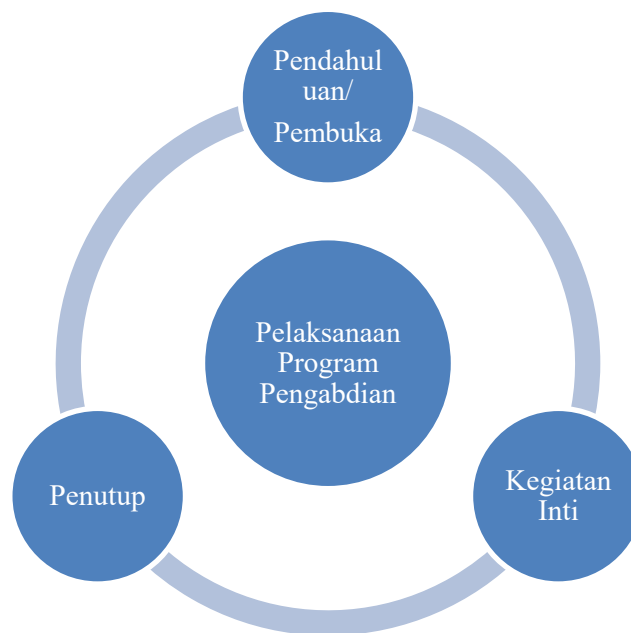 Pendahul
uan/
Pembuka
Pelaksanaan
Program
Pengabdian
Penutup
Kegiatan
Inti